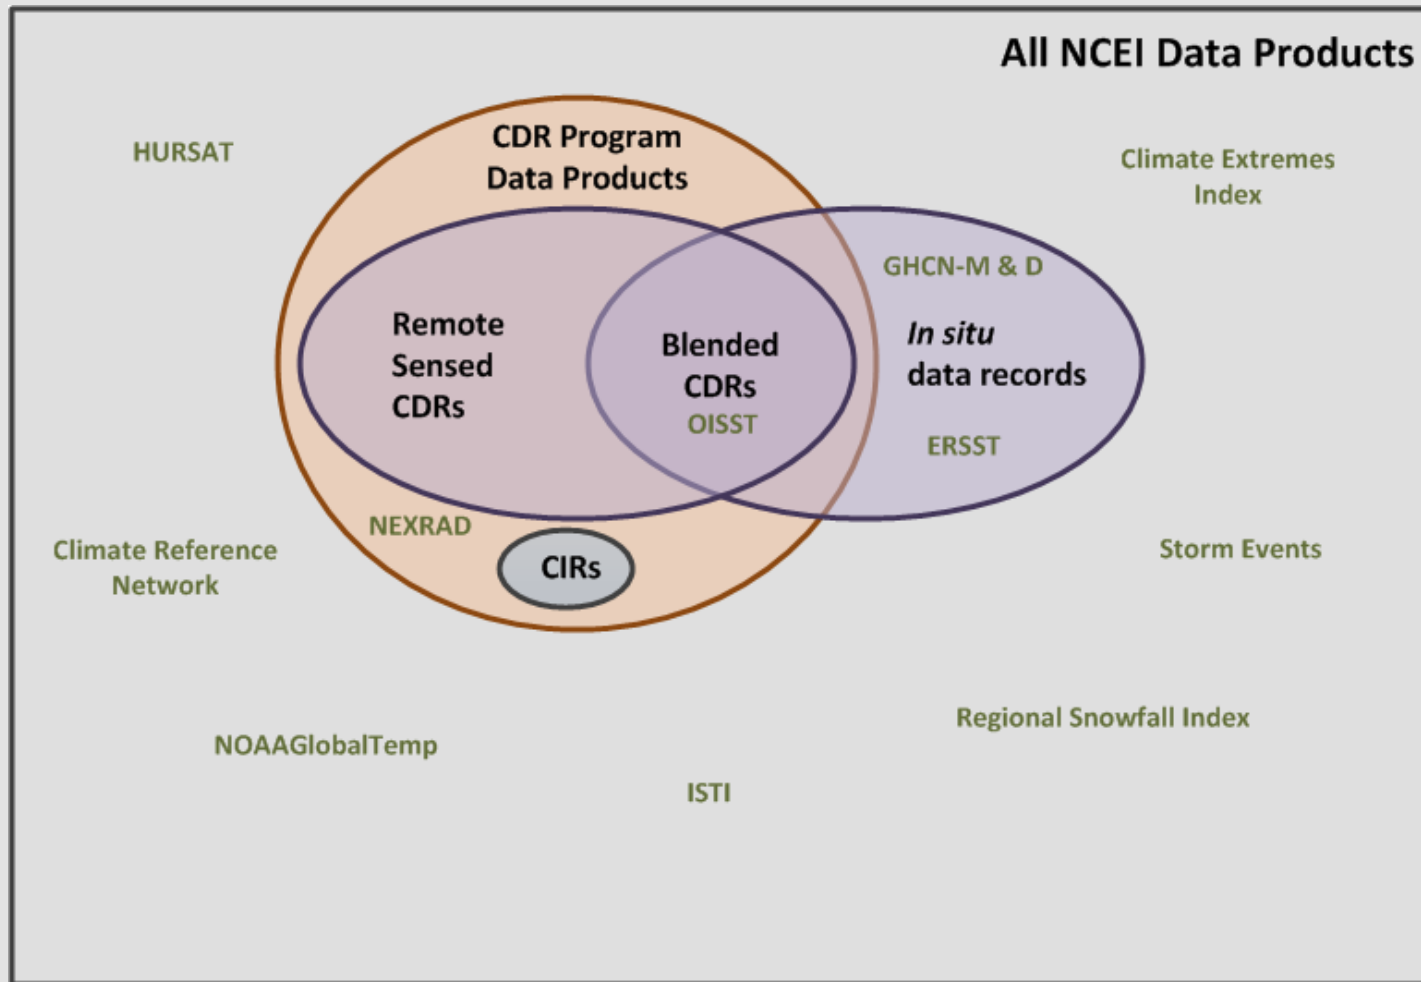 All NCEI Data Products
HURSAT
CDR Program
Data Products
Climate Extremes
Index
GHCN-M & D
Remote
Sensed
CDRs
Blended
CDRs
OISST
In situ
data records
ERSST
NEXRAD
CIRs
Climate Reference
Network
Storm Events
NOAAGlobalTemp
Regional Snowfall Index
ISTI